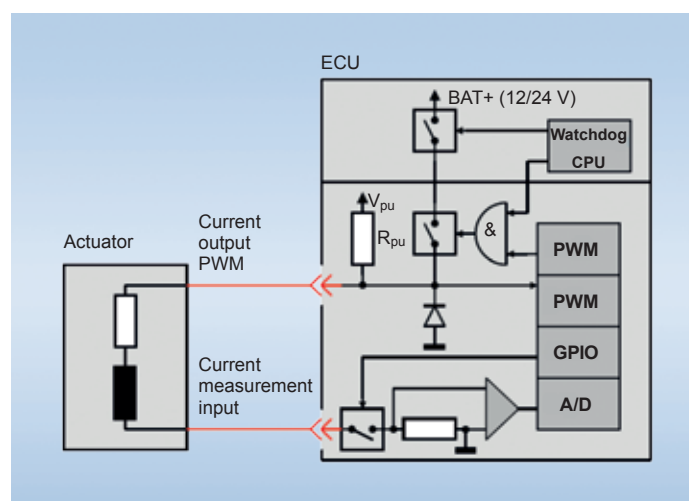 ECU
BAT+ (12/24 V)
Watchdog
CPU
Vpu
Rpu
&
Current
output
PWM
Actuator
PWM
PWM
GPIO
A/D
Current
measurement
input